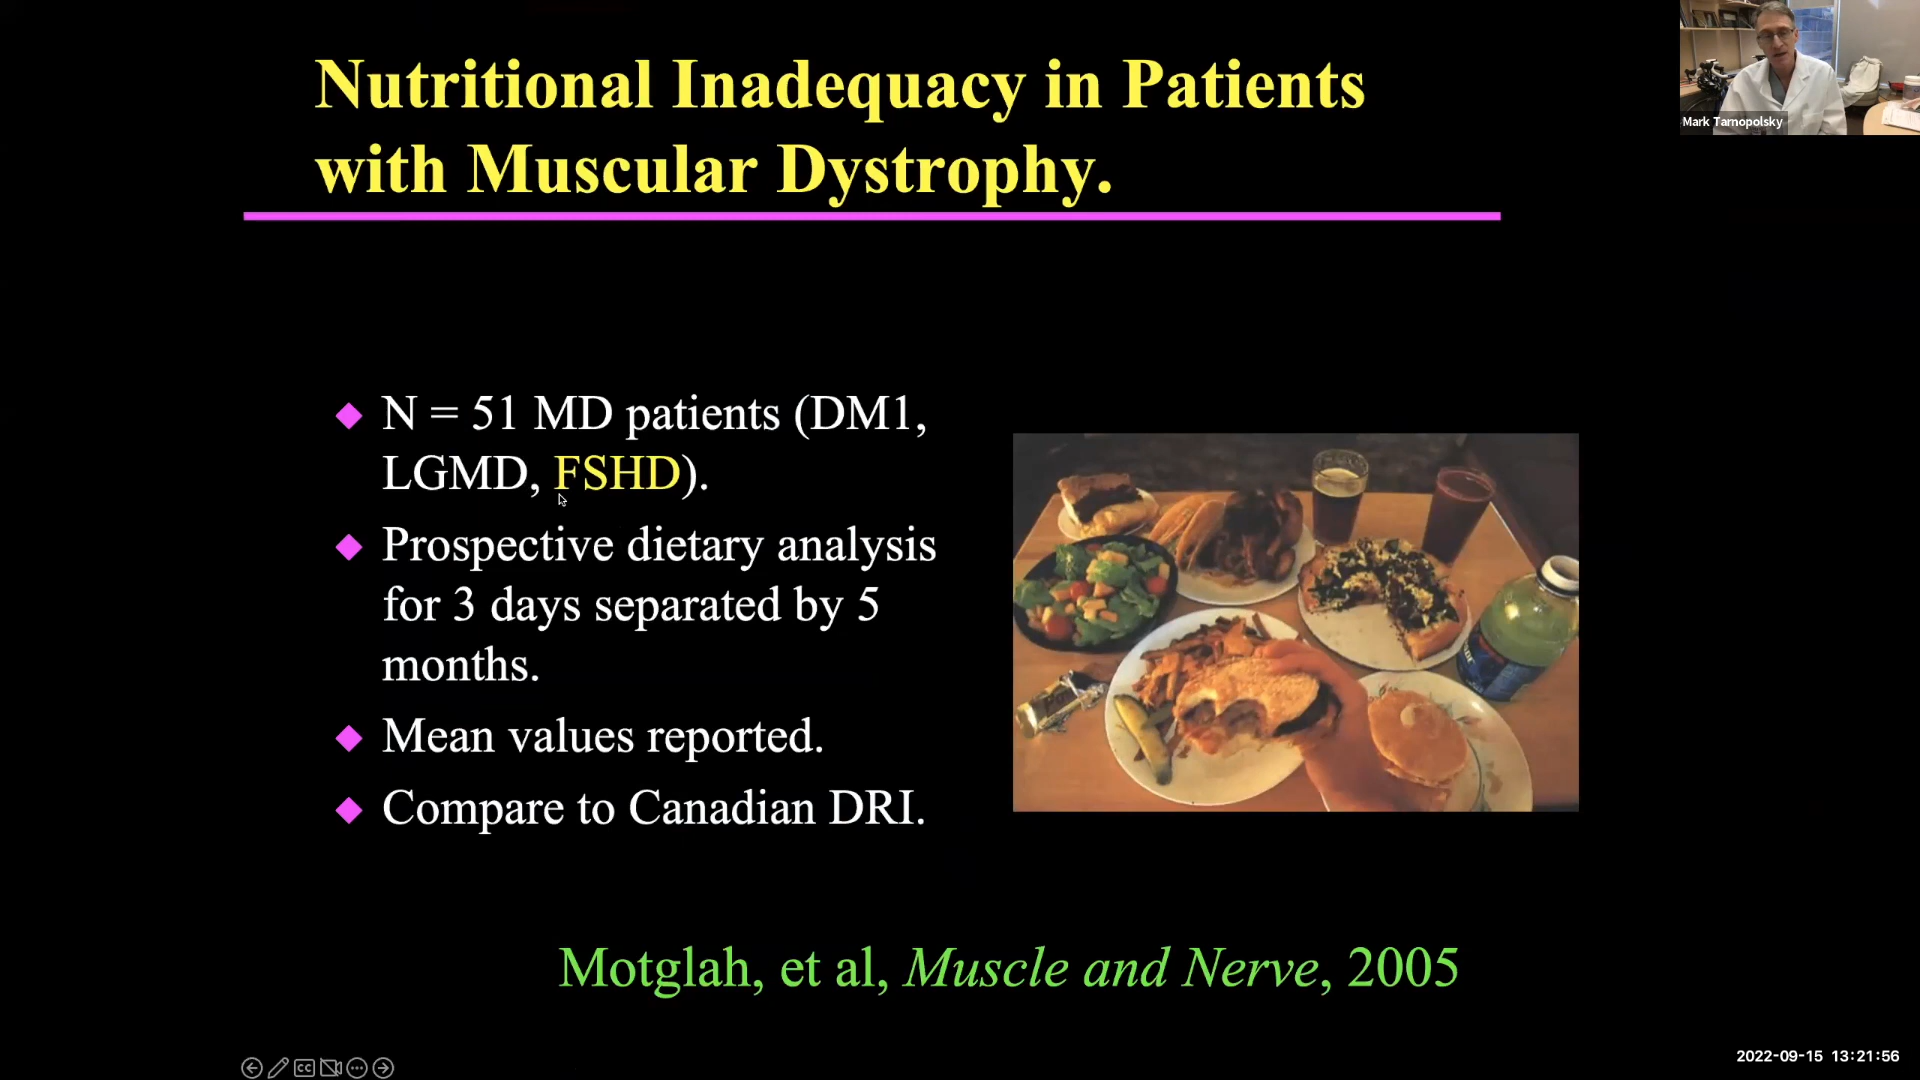 Nutritional Inadequacy in Patients
with Muscular Dystrophy.
Mark Tarnopolsky
◆ N = 51 MD patients (DM1,
LGMD, FSHD).
◆ Prospective dietary analysis
for 3 days separated by 5
months.
◆ Mean values reported.
◆ Compare to Canadian DRI.
Motglah, et al, Muscle and Nerve, 2005
CC
2022-09-15 13:21:56